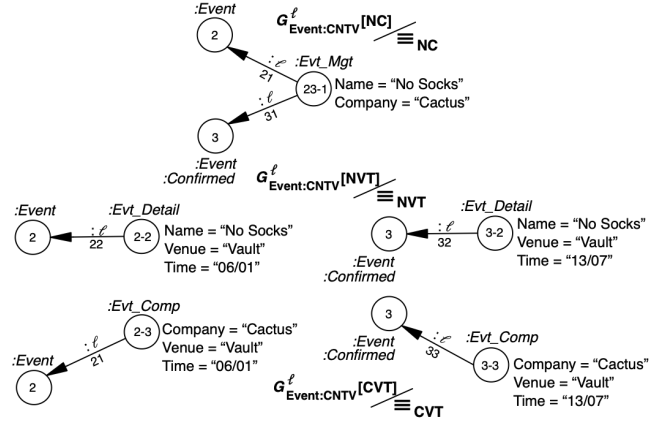 :Event
G ℓ Event:CNTV [NC] / ≡ NC
2
: ℓ
21
:Evt_Mgt
23-1
Name = “No Socks”
Company = “Cactus”
: ℓ
31
3
:Event
:Confirmed
G ℓ Event:CNTV [NVT] / ≡ NVT
:Event
:Evt_Detail
2
: ℓ
22
2-2
Name = “No Socks”
Venue = “Vault”
Time = “06/01”
:Evt_Detail
3
: ℓ
32
3-2
Name = “No Socks”
Venue = “Vault”
Time = “13/07”
:Event
:Confirmed
:Evt_Comp
2-3
Company = “Cactus”
Venue = “Vault”
Time = “06/01”
: ℓ
21
:Event
2
3
:Event
:Confirmed
: ℓ
33
:Evt_Comp
3-3
Company = “Cactus”
Venue = “Vault”
Time = “13/07”
G ℓ Event:CNTV [CVT] / ≡ CVT